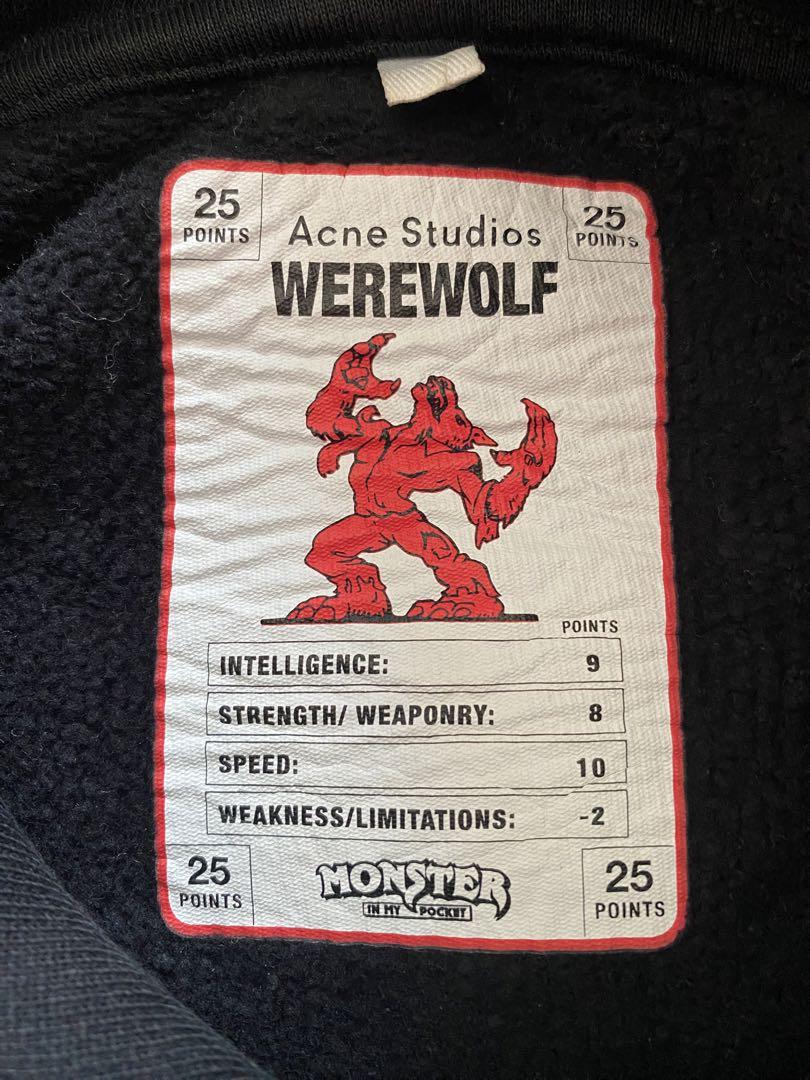 25
POINTS
25
POINTS
Acne Studios
WEREWOLF
POINTS
INTELLIGENCE: 9
STRENGTH/ WEAPONRY: 8
SPEED: 10
WEAKNESS/LIMITATIONS: -2
25
POINTS
MONSTER
IN MY POCKET
25
POINTS